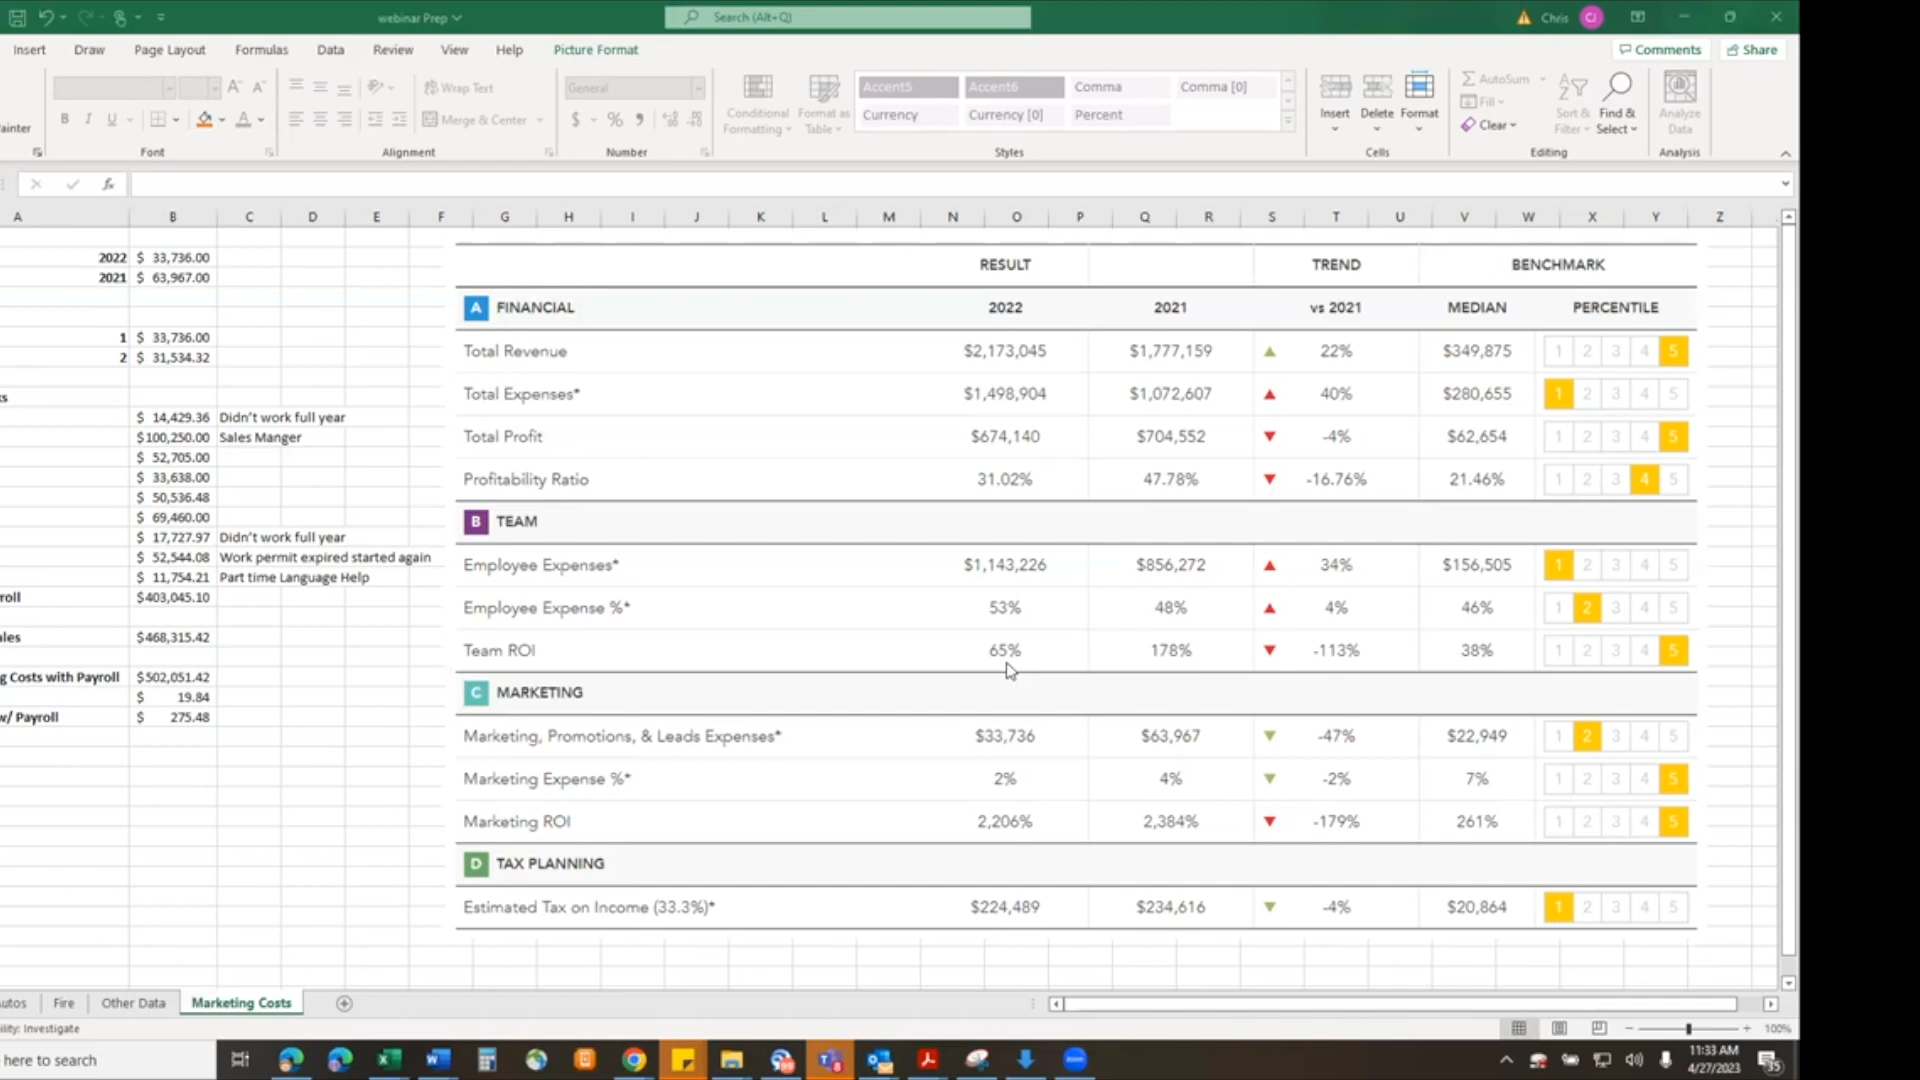 webinar Prep
Search (Alt+Q)
Chris
CJ
Insert Draw Page Layout Formulas Data Review View Help Picture Format
Comments Share
Wrap Text
General
Conditional Formatting
Format as Table
Accent5 Accent6 Comma Comma [0]
Currency Currency [0] Percent
Insert Delete Format
AutoSum
Fill
Clear
Sort & Filter
Find & Select
Analyze Data
ainter
B I U
Merge & Center
$ % 9
Font Alignment Number Styles Cells Editing Analysis
fx
A B C D E F G H I J K L M N O P Q R S T U V W X Y Z
2022 $ 33,736.00
2021 $ 63,967.00
1 $ 33,736.00
2 $ 31,534.32
ks
$ 14,429.36 Didn't work full year
$100,250.00 Sales Manger
$ 52,705.00
$ 33,638.00
$ 50,536.48
$ 69,460.00
$ 17,727.97 Didn't work full year
$ 52,544.08 Work permit expired started again
$ 11,754.21 Part time Language Help
roll $403,045.10
ales $468,315.42
g Costs with Payroll $502,051.42
$ 19.84
w/ Payroll $ 275.48
RESULT TREND BENCHMARK
A FINANCIAL 2022 2021 vs 2021 MEDIAN PERCENTILE
Total Revenue $2,173,045 $1,777,159 22% $349,875 1 2 3 4 5
Total Expenses* $1,498,904 $1,072,607 40% $280,655 1 2 3 4 5
Total Profit $674,140 $704,552 -4% $62,654 1 2 3 4 5
Profitability Ratio 31.02% 47.78% -16.76% 21.46% 1 2 3 4 5
B TEAM
Employee Expenses* $1,143,226 $856,272 34% $156,505 1 2 3 4 5
Employee Expense %* 53% 48% 4% 46% 1 2 3 4 5
Team ROI 65% 178% -113% 38% 1 2 3 4 5
C MARKETING
Marketing, Promotions, & Leads Expenses* $33,736 $63,967 -47% $22,949 1 2 3 4 5
Marketing Expense %* 2% 4% -2% 7% 1 2 3 4 5
Marketing ROI 2,206% 2,384% -179% 261% 1 2 3 4 5
D TAX PLANNING
Estimated Tax on Income (33.3%)* $224,489 $234,616 -4% $20,864 1 2 3 4 5
utos Fire Other Data Marketing Costs
ility: Investigate
100%
here to search
11:33 AM
4/27/2023
35